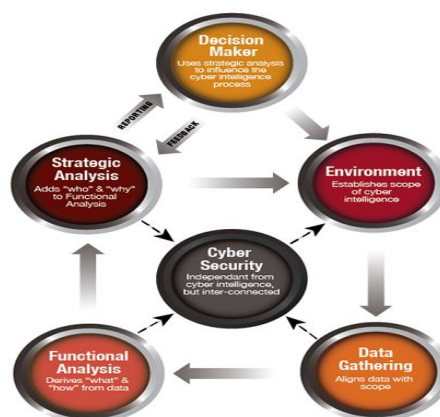 Decision
Maker
Uses strategic analysis
to influence the
cyber intelligence
process
REPORTING
FEEDBACK
Strategic
Analysis
Adds "who" & "why"
to Functional
Analysis
Environment
Establishes scope
of cyber
intelligence
Cyber
Security
Independant from
cyber intelligence,
but inter-connected
Functional
Analysis
Derives "what" &
"how" from data
Data
Gathering
Aligns data with
scope